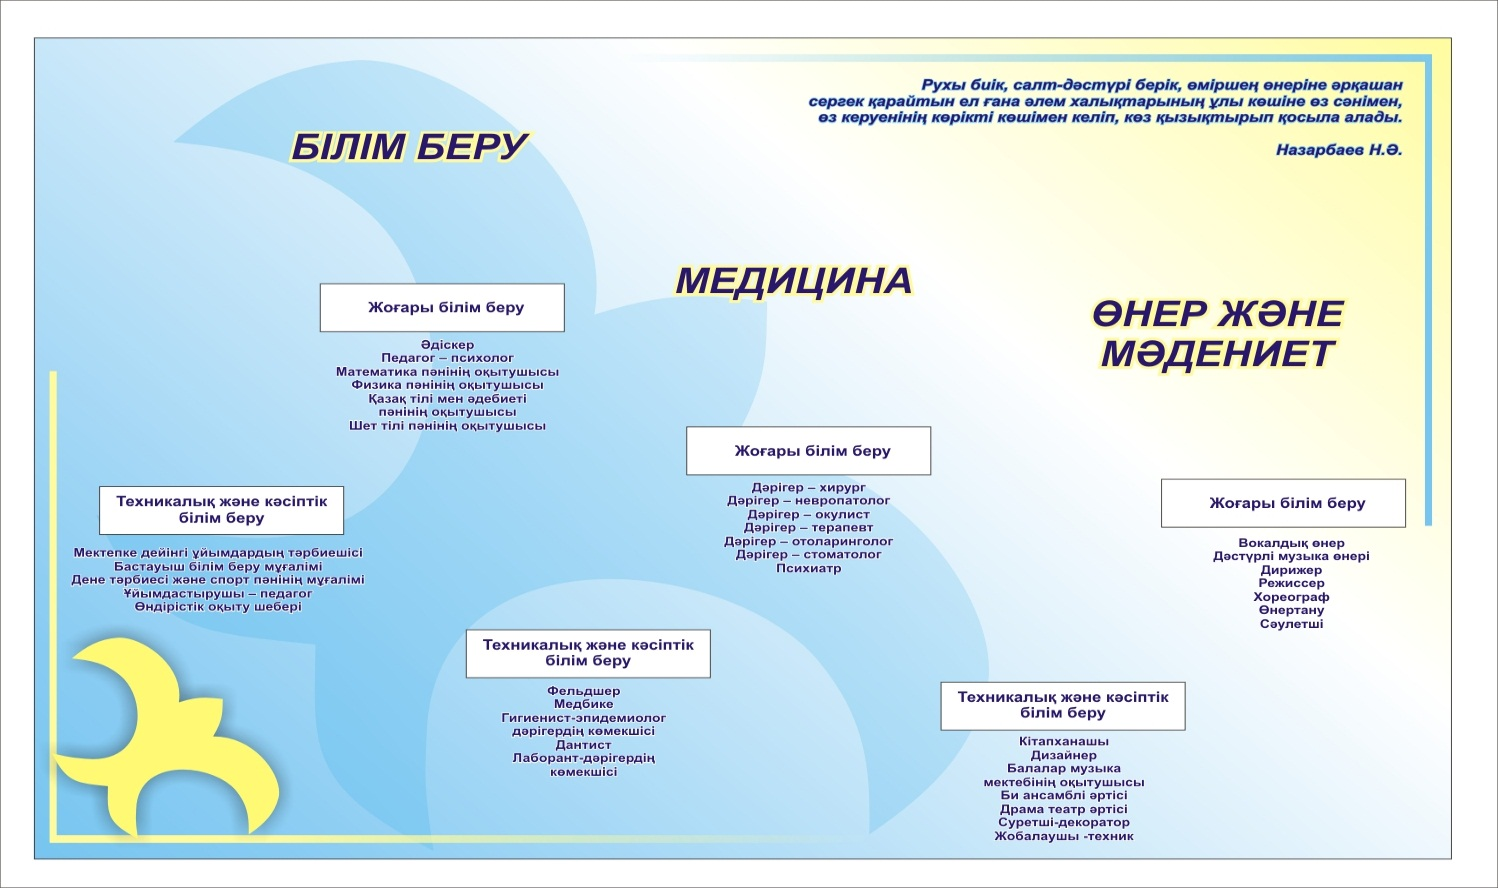 Рухы биік, салт-дәстүрі берік, өміршең өнеріне әрқашан
сергек қарайтын ел ғана әлем халықтарының ұлы көшіне өз сәнімен,
өз керуенінің көрікті көшімен келіп, көз қызықтырып қосыла алады.
Назарбаев Н.Ә.
БІЛІМ БЕРУ
Жоғары білім беру
Әдіскер
Педагог – психолог
Математика пәнінің оқытушысы
Физика пәнінің оқытушысы
Қазақ тілі мен әдебиеті
пәнінің оқытушысы
Шет тілі пәнінің оқытушысы
Техникалық және кәсіптік
білім беру
Мектепке дейінгі ұйымдардың тәрбиешісі
Бастауыш білім беру мұғалімі
Дене тәрбиесі және спорт пәнінің мұғалімі
Ұйымдастырушы – педагог
Өндірістік оқыту шебері
МЕДИЦИНА
Жоғары білім беру
Дәрігер – хирург
Дәрігер – невропатолог
Дәрігер – окулист
Дәрігер – терапевт
Дәрігер – отоларинголог
Дәрігер – стоматолог
Психиатр
Техникалық және кәсіптік
білім беру
Фельдшер
Медбике
Гигиенист-эпидемиолог
дәрігердің көмекшісі
Дантист
Лаборант-дәрігердің
көмекшісі
ӨНЕР ЖӘНЕ
МӘДЕНИЕТ
Жоғары білім беру
Вокалдық өнер
Дәстүрлі музыка өнері
Дирижер
Режиссер
Хореограф
Өнертану
Сәулетші
Техникалық және кәсіптік
білім беру
Кітапханашы
Дизайнер
Балалар музыка
мектебінің оқытушысы
Би ансамблі әртісі
Драма театр әртісі
Суретші-декоратор
Жобалаушы -техник